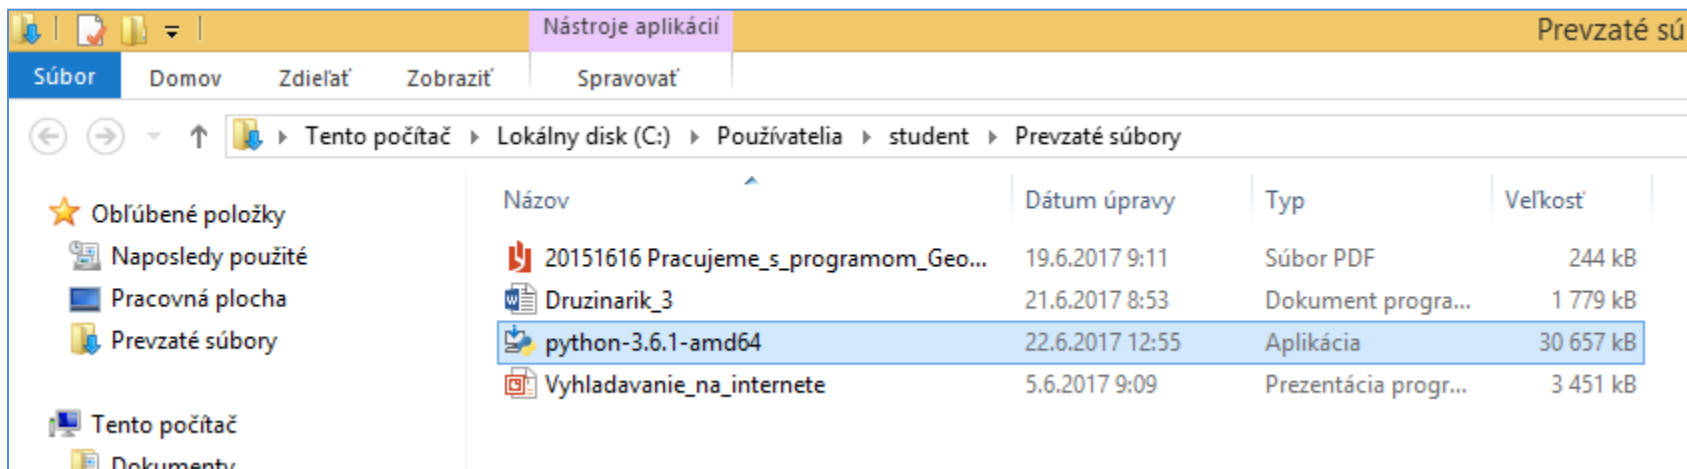 Nástroje aplikácií
Prevzaté sú
Súbor Domov Zdieľať Zobraziť Spravovať
Tento počítač Lokálny disk (C:) Používatelia student Prevzaté súbory
Obľúbené položky
Naposledy použité
Pracovná plocha
Prevzaté súbory
Tento počítač
Dokumenty
Názov Dátum úpravy Typ Veľkosť
20151616 Pracujeme_s_programom_Geo... 19.6.2017 9:11 Súbor PDF 244 kB
Druzinarik_3 21.6.2017 8:53 Dokument progra... 1 779 kB
python-3.6.1-amd64 22.6.2017 12:55 Aplikácia 30 657 kB
Vyhladavanie_na_internete 5.6.2017 9:09 Prezentácia progr... 3 451 kB